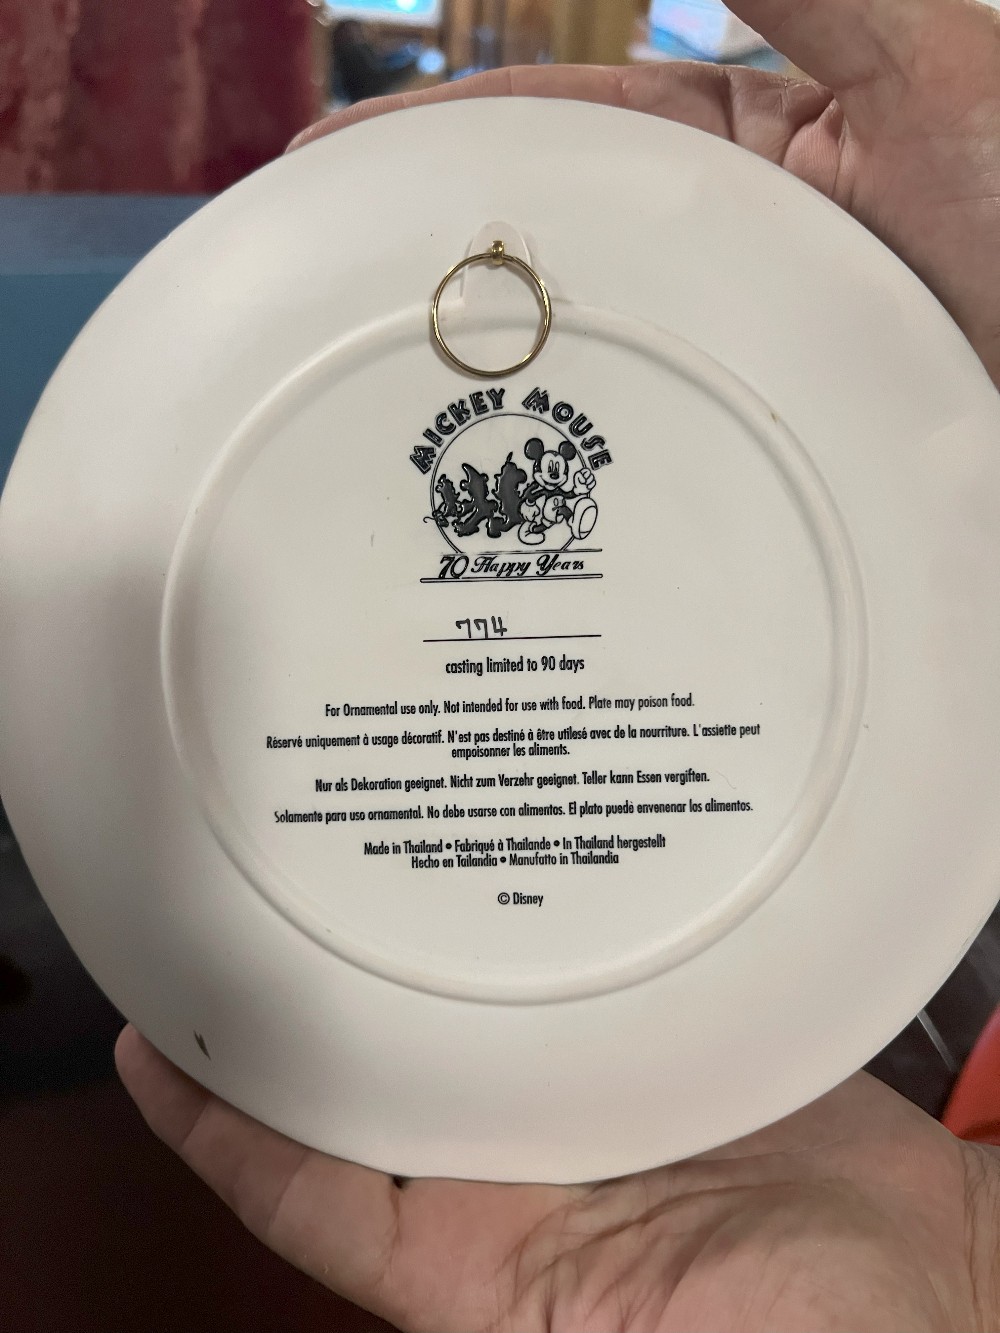 MICKEY MOUSE
70 Happy Years
774
casting limited to 90 days
For Ornamental use only. Not intended for use with food. Plate may poison food.
Réservé uniquement à usage décoratif. N'est pas destiné à être utilesé avec de la nourriture. L'assiette peut
empoisonner les aliments.
Nur als Dekoration geeignet. Nicht zum Verzehr geeignet. Teller kann Essen vergiften.
Solamente para uso ornamental. No debe usarse con alimentos. El plato puede envenenar los alimentos.
Made in Thailand • Fabriqué à Thailande • In Thailand hergestellt
Hecho en Tailandia • Manufatto in Thailandia
© Disney